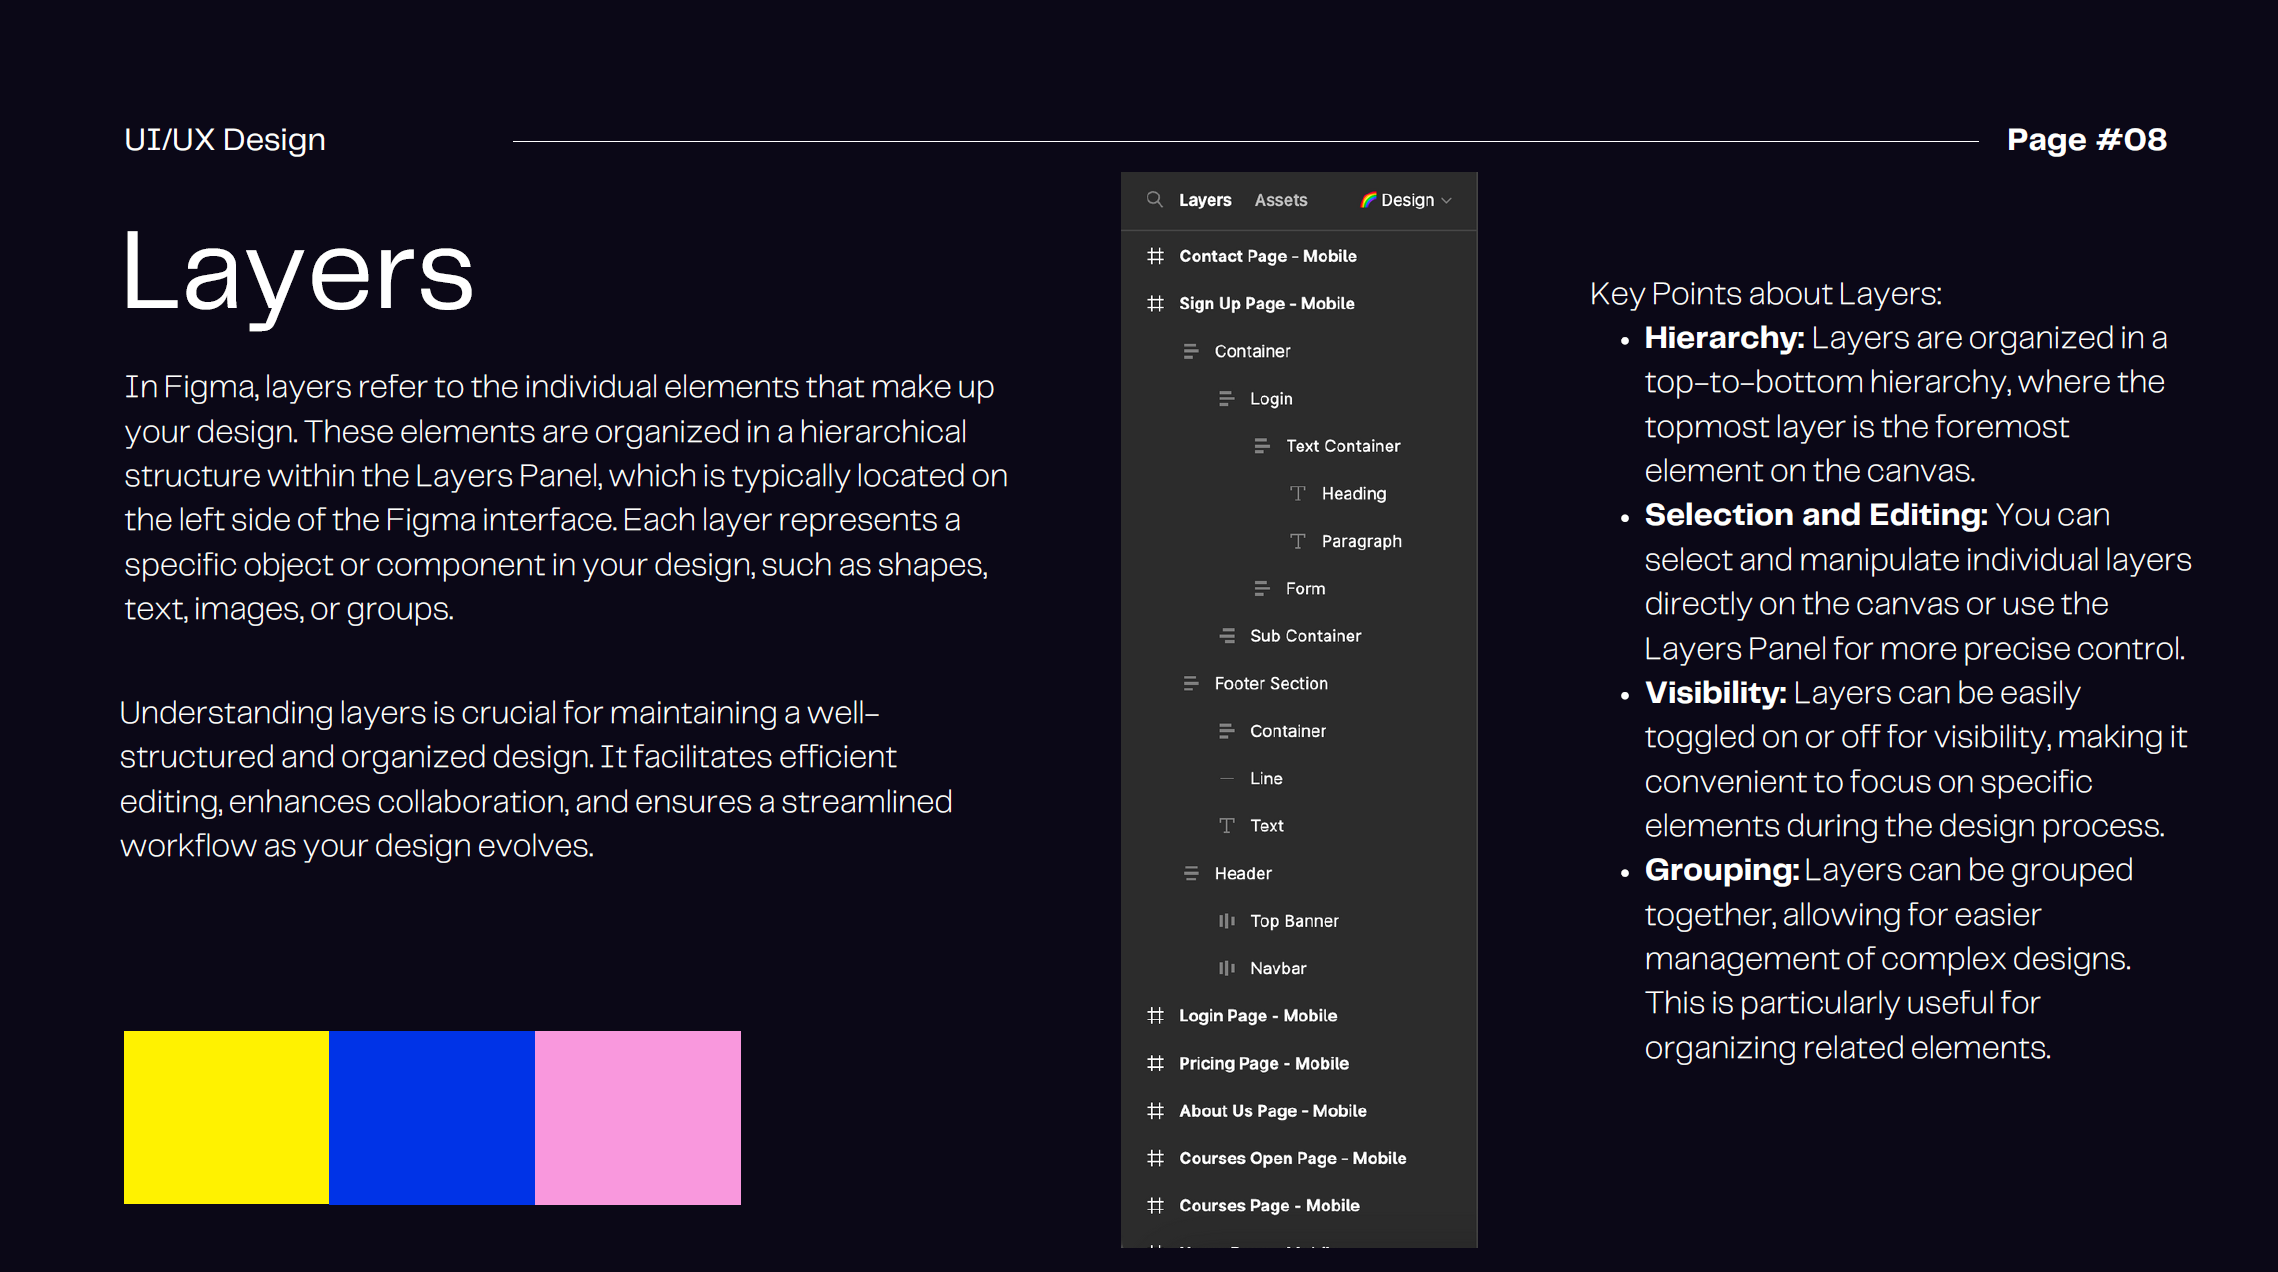 UI/UX Design
Page #08
Layers
In Figma, layers refer to the individual elements that make up
your design. These elements are organized in a hierarchical
structure within the Layers Panel, which is typically located on
the left side of the Figma interface. Each layer represents a
specific object or component in your design, such as shapes,
text, images, or groups.
Understanding layers is crucial for maintaining a well-
structured and organized design. It facilitates efficient
editing, enhances collaboration, and ensures a streamlined
workflow as your design evolves.
Layers Assets 🌈 Design
Contact Page - Mobile
Sign Up Page - Mobile
Container
Login
Text Container
Heading
Paragraph
Form
Sub Container
Footer Section
Container
Line
Text
Header
Top Banner
Navbar
Login Page - Mobile
Pricing Page - Mobile
About Us Page - Mobile
Courses Open Page - Mobile
Courses Page - Mobile
Key Points about Layers:
• Hierarchy: Layers are organized in a
top-to-bottom hierarchy, where the
topmost layer is the foremost
element on the canvas.
• Selection and Editing: You can
select and manipulate individual layers
directly on the canvas or use the
Layers Panel for more precise control.
• Visibility: Layers can be easily
toggled on or off for visibility, making it
convenient to focus on specific
elements during the design process.
• Grouping: Layers can be grouped
together, allowing for easier
management of complex designs.
This is particularly useful for
organizing related elements.